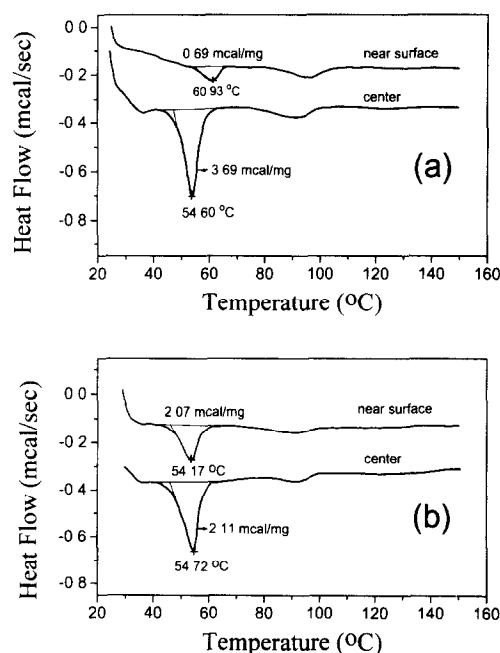 0 0
-0 2
-0 4
-0 6
-0 8
Heat Flow (mcal/sec)
0 69 mcal/mg
near surface
60 93 °C
center
3 69 mcal/mg
54 60 °C
(a)
20 40 60 80 100 120 140 160
Temperature (°C)
0 0
-0 2
-0 4
-0 6
-0 8
Heat Flow (mcal/sec)
2 07 mcal/mg
near surface
54 17 °C
center
2 11 mcal/mg
54 72 °C
(b)
20 40 60 80 100 120 140 160
Temperature (°C)